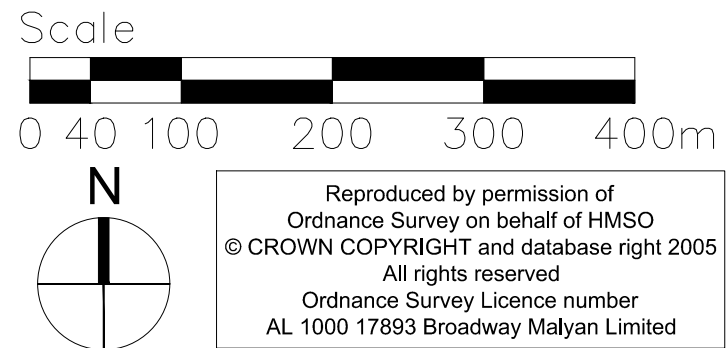 Scale
0 40 100 200 300 400m
N
Reproduced by permission of
Ordnance Survey on behalf of HMSO
© CROWN COPYRIGHT and database right 2005
All rights reserved
Ordnance Survey Licence number
AL 1000 17893 Broadway Malyan Limited